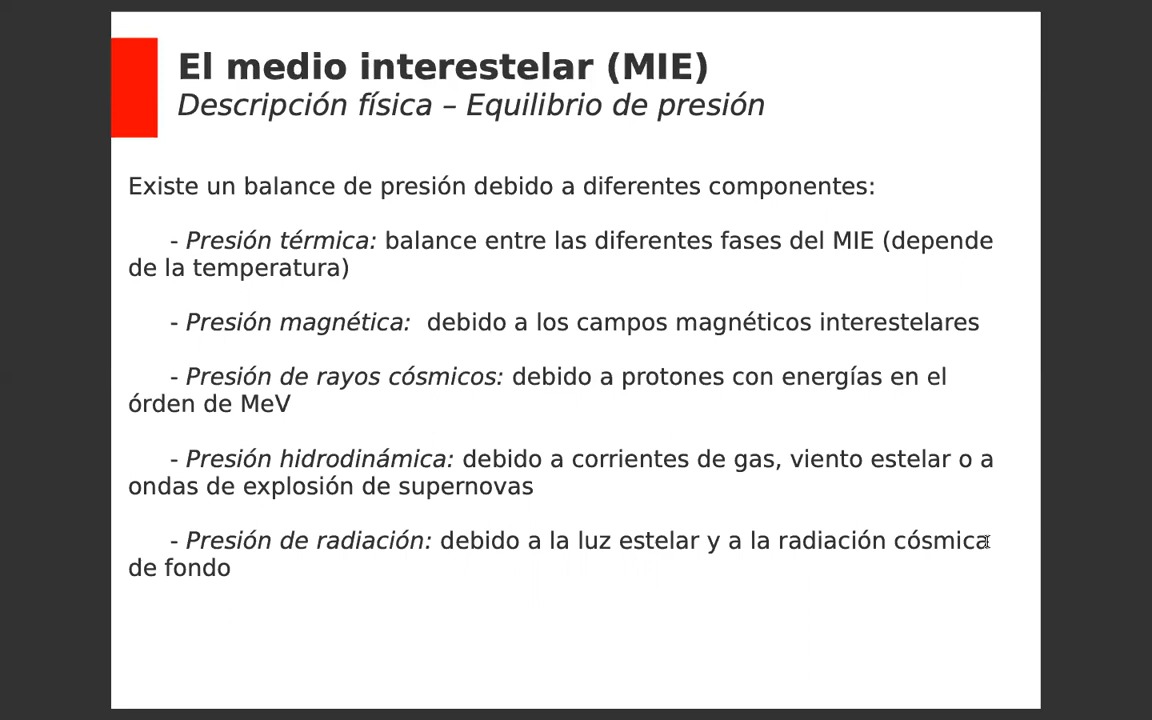 El medio interestelar (MIE)
Descripción física – Equilibrio de presión
Existe un balance de presión debido a diferentes componentes:
- Presión térmica: balance entre las diferentes fases del MIE (depende
de la temperatura)
- Presión magnética:  debido a los campos magnéticos interestelares
- Presión de rayos cósmicos: debido a protones con energías en el
órden de MeV
- Presión hidrodinámica: debido a corrientes de gas, viento estelar o a
ondas de explosión de supernovas
- Presión de radiación: debido a la luz estelar y a la radiación cósmica
de fondo